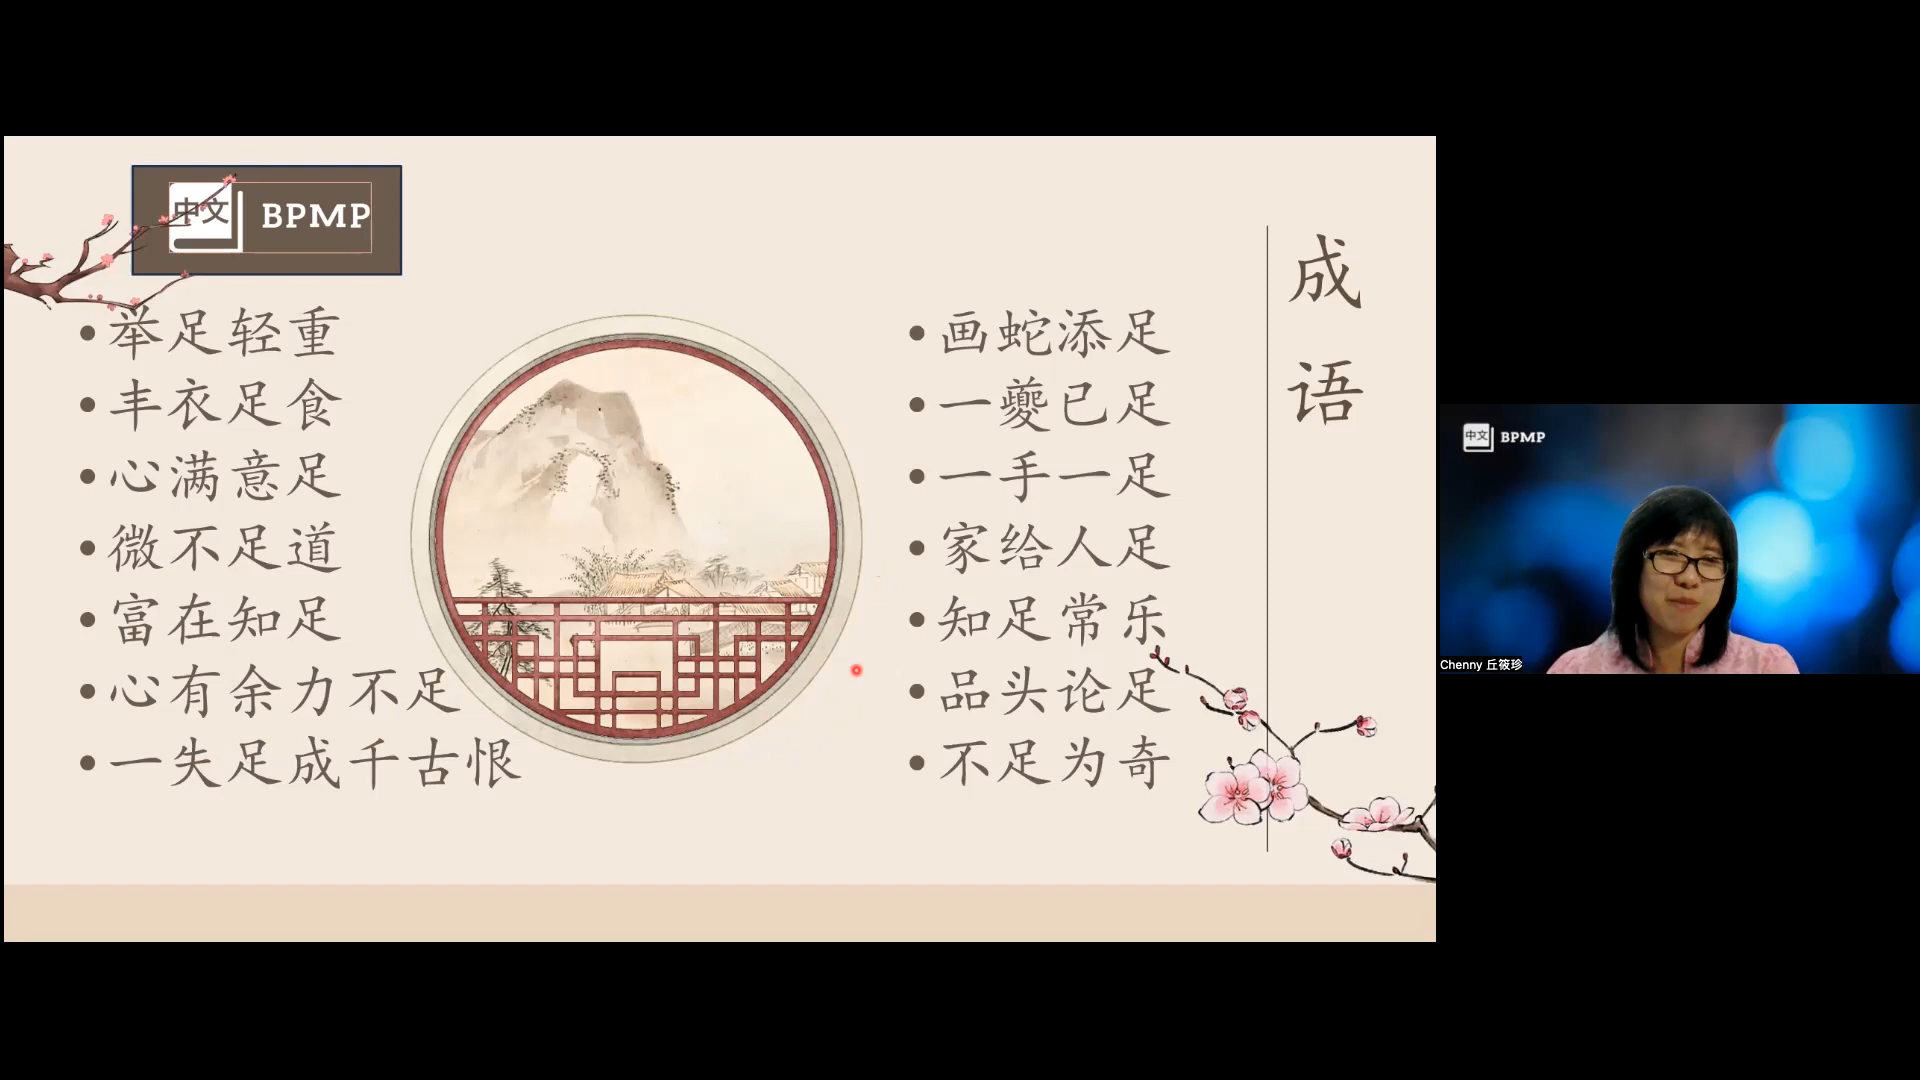 中文 BPMP
成语
• 举足轻重
• 丰衣足食
• 心满意足
• 微不足道
• 富在知足
• 心有余力不足
• 一失足成千古恨
• 画蛇添足
• 一夔已足
• 一手一足
• 家给人足
• 知足常乐
• 品头论足
• 不足为奇
中文 BPMP
Chenny 丘筱珍